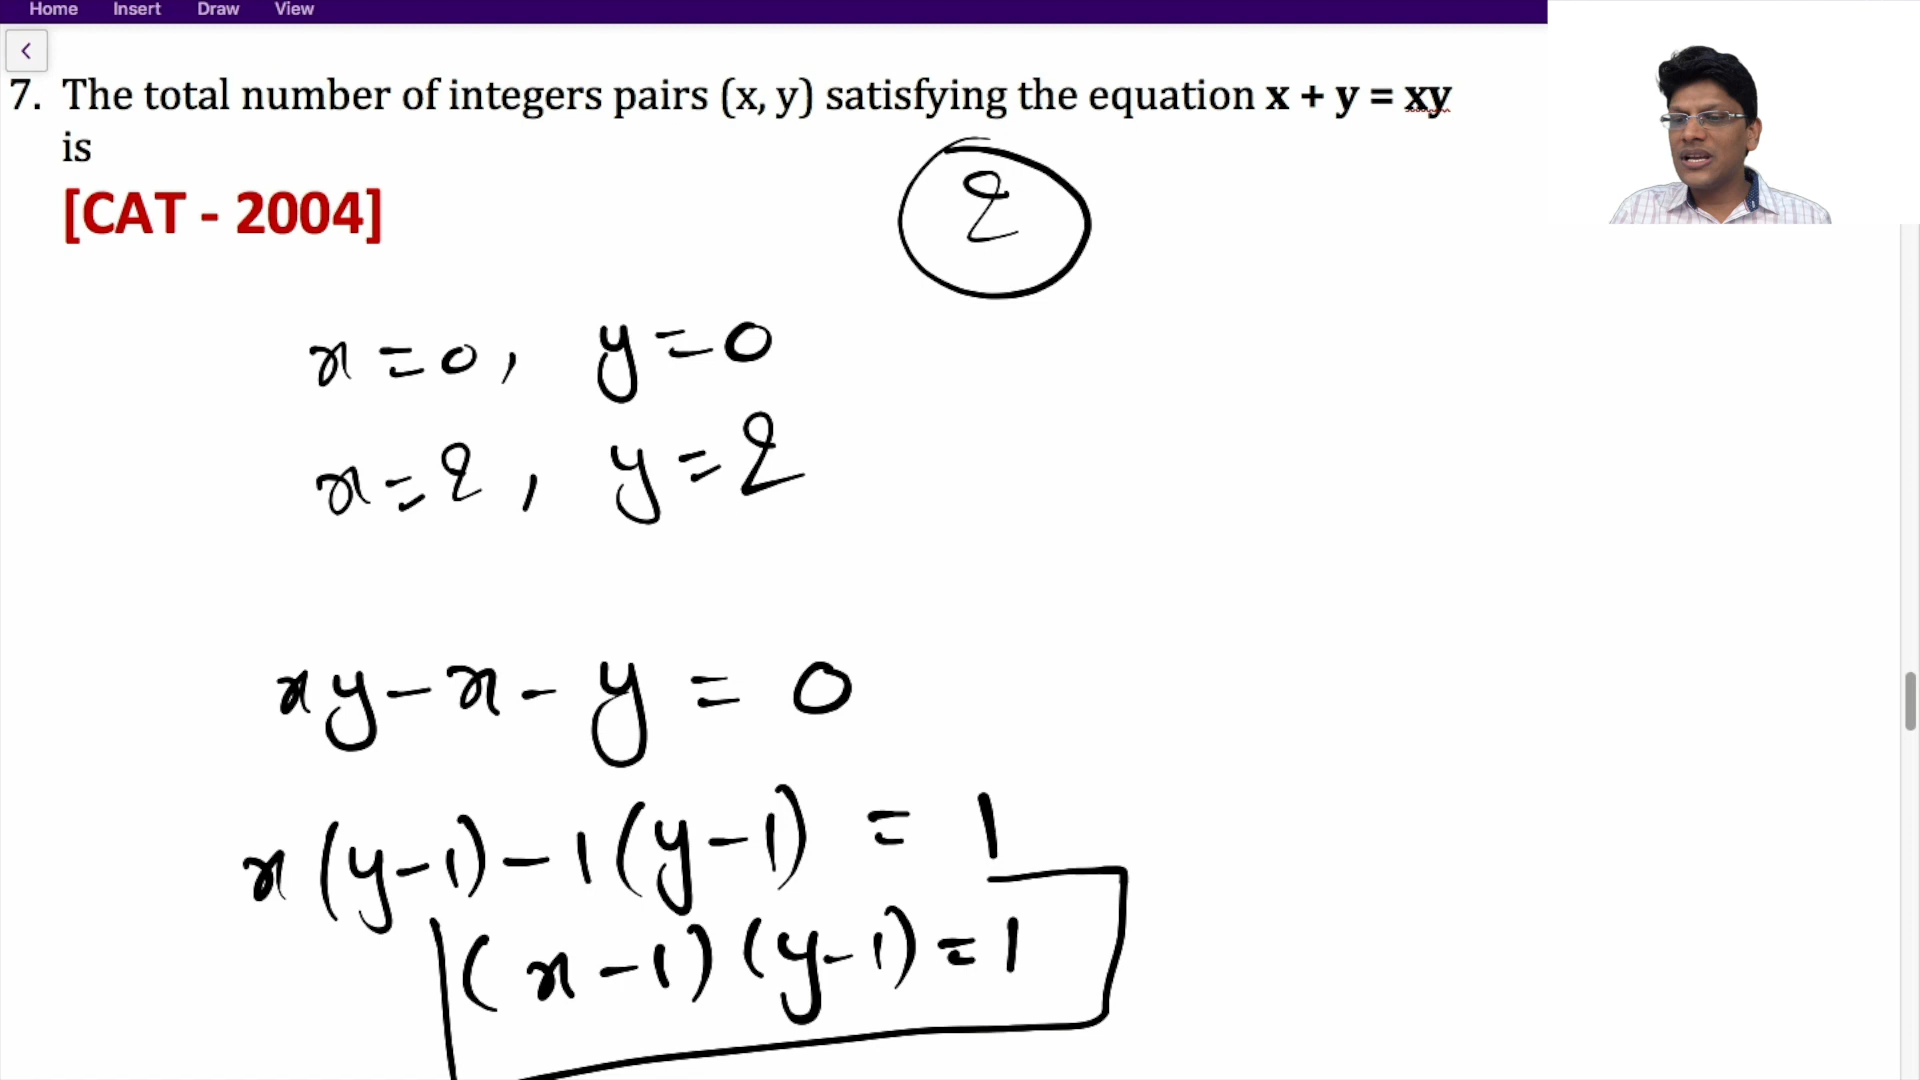 Home Insert Draw View
7. The total number of integers pairs (x, y) satisfying the equation x + y = xy
is
[CAT - 2004]
2
x = 0, y = 0
x = 2, y = 2
xy - x - y = 0
x(y-1) - 1(y-1) = 1
(x-1)(y-1) = 1